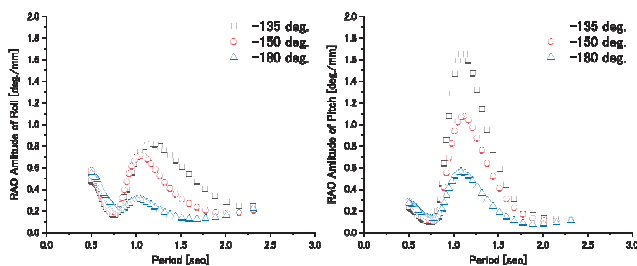 -135 deg.
-150 deg.
-180 deg.
RAO Amitude of Roll [deg./mm]
2.0
1.8
1.6
1.4
1.2
1.0
0.8
0.6
0.4
0.2
0.0
0.0 0.5 1.0 1.5 2.0 2.5 3.0
Period [sec]
-135 deg.
-150 deg.
-180 deg.
RAO Amitude of Pitch [deg./mm]
2.0
1.8
1.6
1.4
1.2
1.0
0.8
0.6
0.4
0.2
0.0
0.0 0.5 1.0 1.5 2.0 2.5 3.0
Period [sec]